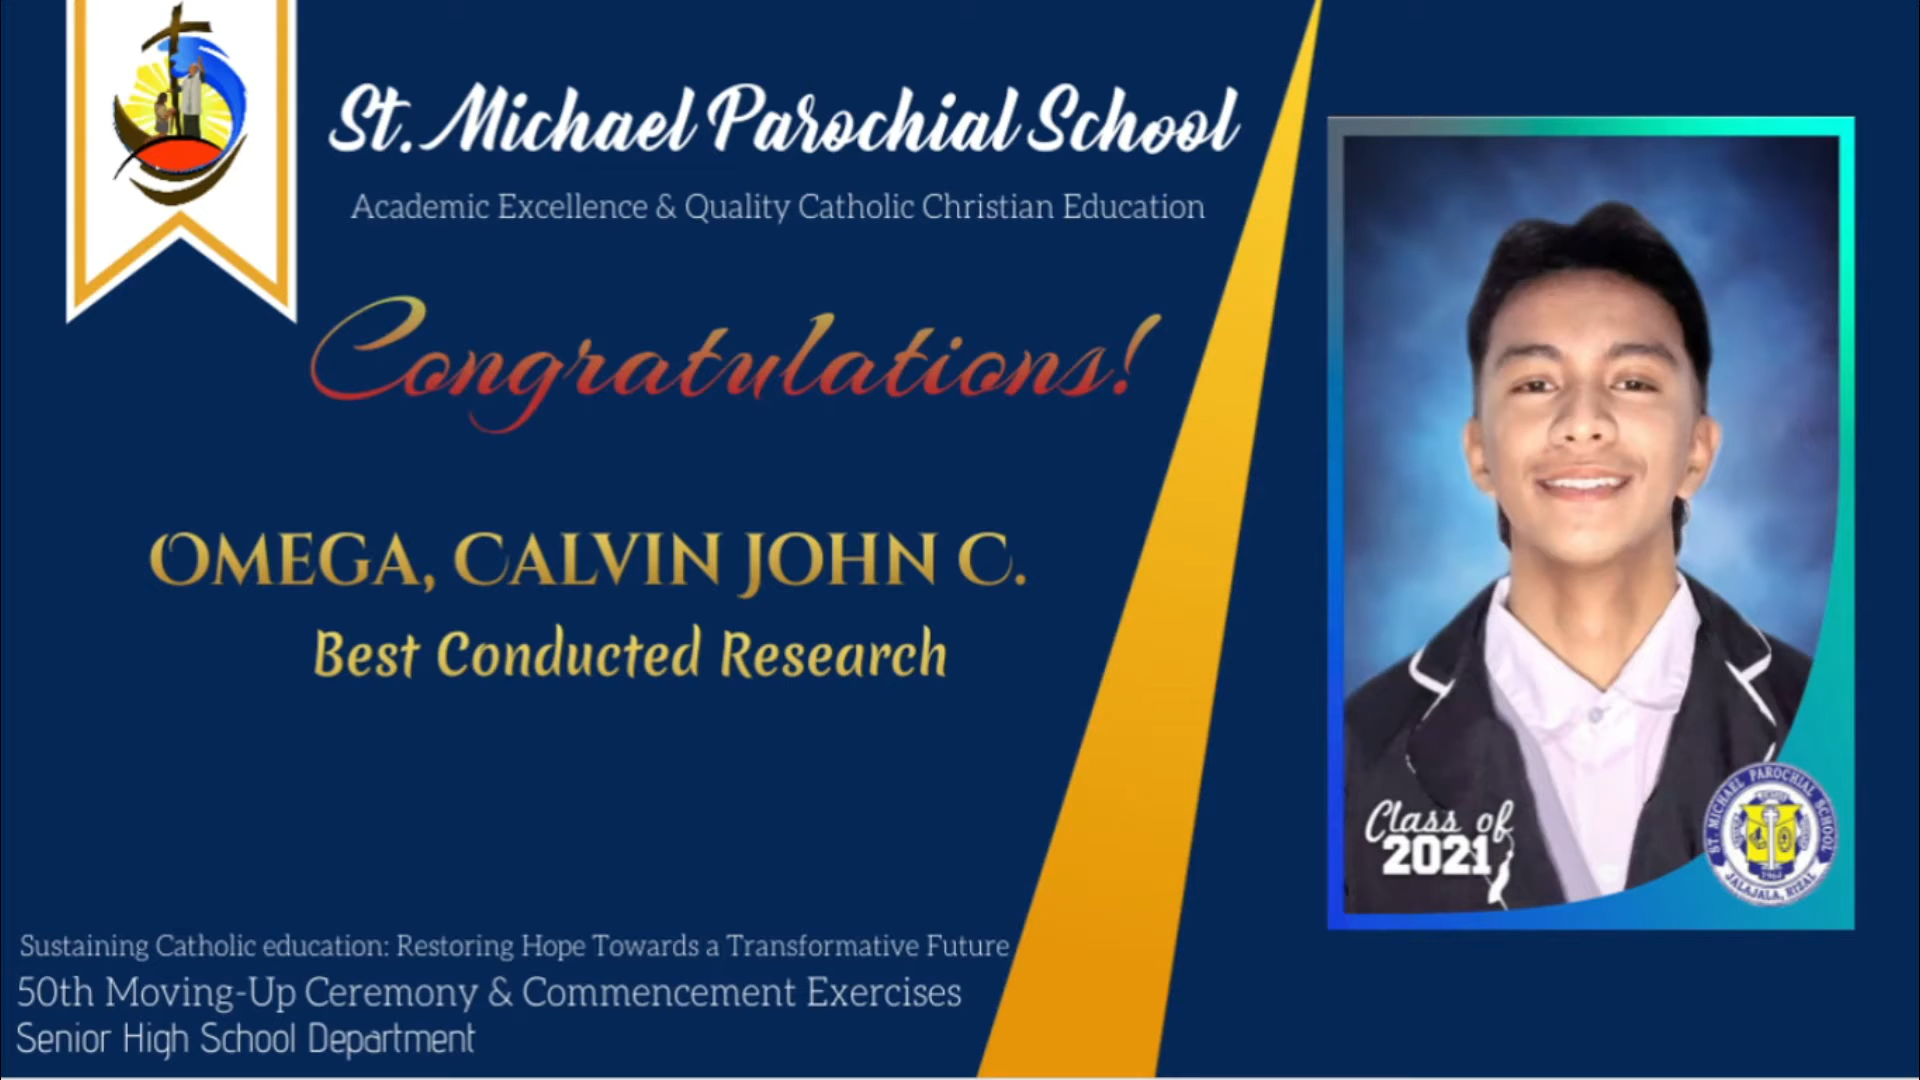 St. Michael Parochial School
Academic Excellence & Quality Catholic Christian Education
Congratulations!
Omega, Calvin John C.
Best Conducted Research
Class of
2021
ST. MICHAEL PAROCHIAL SCHOOL
1964
JALAJALA, RIZAL
Sustaining Catholic education: Restoring Hope Towards a Transformative Future
50th Moving-Up Ceremony & Commencement Exercises
Senior High School Department